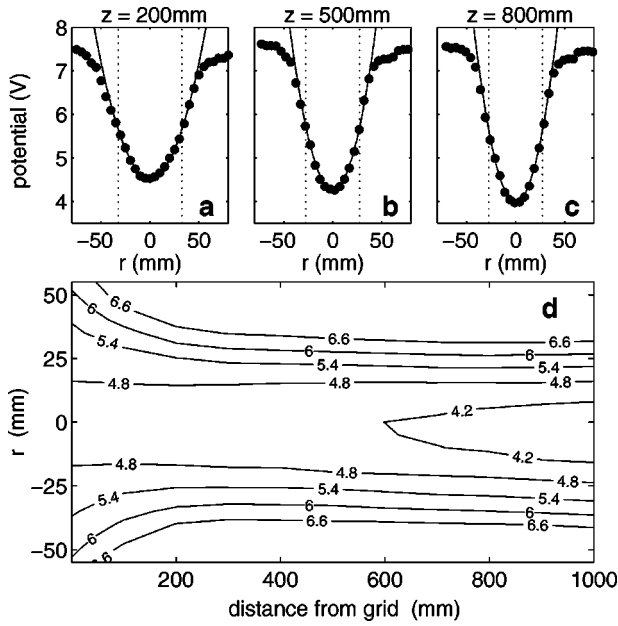 z = 200mm z = 500mm z = 800mm
8
7
6
5
4
potential (V)
a b c
−50 0 50 −50 0 50 −50 0 50
r (mm) r (mm) r (mm)
d
50
25
0
−25
−50
r (mm)
6.6 6.6 6.6
6 6 6
5.4 5.4 5.4
4.8 4.8 4.8
4.2
4.2
4.8 4.8 4.8
5.4 5.4 5.4
6 6 6
6.6 6.6
200 400 600 800 1000
distance from grid (mm)